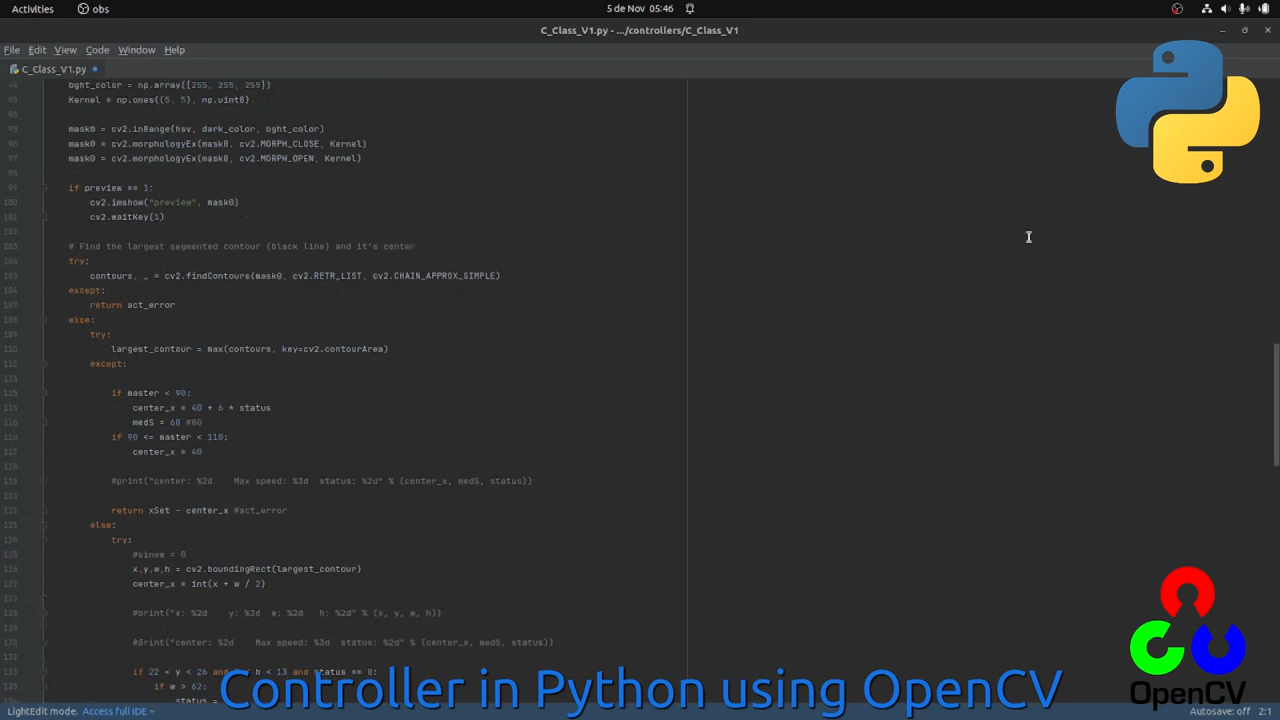 Activities obs 5 de Nov 05:46
C_Class_V1.py - .../controllers/C_Class_V1
File Edit View Code Window Help
C_Class_V1.py
bght_color = np.array([255, 255, 255])
Kernel = np.ones((5, 5), np.uint8)
mask0 = cv2.inRange(hsv, dark_color, bght_color)
mask0 = cv2.morphologyEx(mask0, cv2.MORPH_CLOSE, Kernel)
mask0 = cv2.morphologyEx(mask0, cv2.MORPH_OPEN, Kernel)
if preview == 1:
cv2.imshow("preview", mask0)
cv2.waitKey(1)
# Find the largest segmented contour (black line) and it's center
try:
contours, _ = cv2.findContours(mask0, cv2.RETR_LIST, cv2.CHAIN_APPROX_SIMPLE)
except:
return act_error
else:
try:
largest_contour = max(contours, key=cv2.contourArea)
except:
if master < 90:
center_x = 40 + 6 * status
medS = 60 #80
if 90 <= master < 110:
center_x = 40
#print("center: %2d    Max speed: %3d  status: %2d" % (center_x, medS, status))
return xSet - center_x #act_error
else:
try:
#sinew = 0
x,y,w,h = cv2.boundingRect(largest_contour)
center_x = int(x + w / 2)
#print("x: %2d    y: %3d  w: %2d   h: %2d" % (x, y, w, h))
#print("center: %2d    Max speed: %3d  status: %2d" % (center_x, medS, status))
if 22 < y < 26 and h < 13 and status == 0:
if w > 62:
status =
Controller in Python using OpenCV
OpenCV
LightEdit mode. Access full IDE Autosave: off 2:1